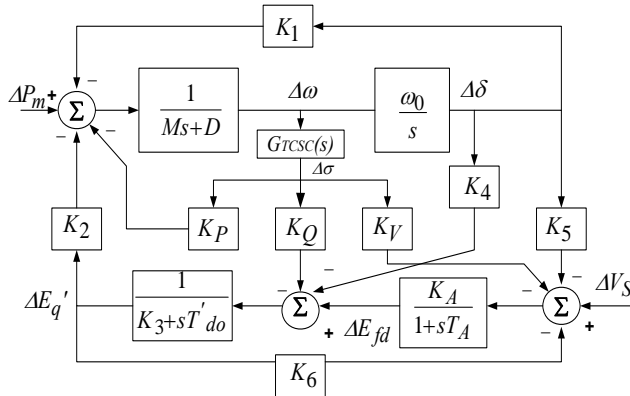 K1
ΔPm + − Σ − −
1
Ms+D
Δω
ω0
s
Δδ
GTCSC(s)
Δσ
K4
K2
KP
KQ
KV
K5
ΔEq'
1
K3+sT'do
− − Σ +
ΔEfd
KA
1+sTA
− − − Σ − +
ΔVS
K6